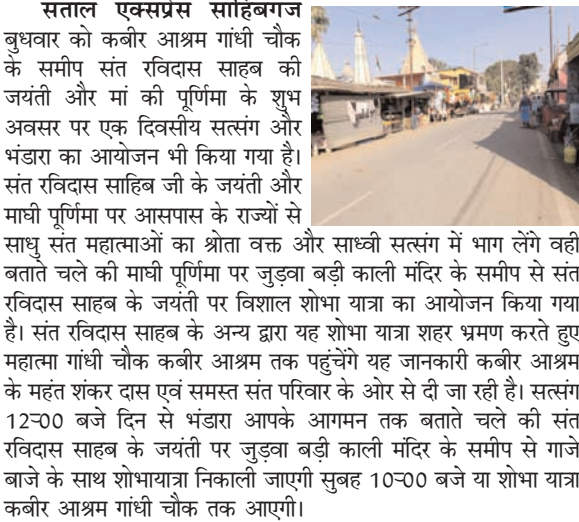 सताल एक्सप्रेस साहिबगज
बुधवार को कबीर आश्रम गांधी चौक
के समीप संत रविदास साहब की
जयंती और मां की पूर्णिमा के शुभ
अवसर पर एक दिवसीय सत्संग और
भंडारा का आयोजन भी किया गया है।
संत रविदास साहिब जी के जयंती और
माघी पूर्णिमा पर आसपास के राज्यों से
साधु संत महात्माओं का श्रोता वक्त और साध्वी सत्संग में भाग लेंगे वही
बताते चले की माघी पूर्णिमा पर जुड़वा बड़ी काली मंदिर के समीप से संत
रविदास साहब के जयंती पर विशाल शोभा यात्रा का आयोजन किया गया
है। संत रविदास साहब के अन्य द्वारा यह शोभा यात्रा शहर भ्रमण करते हुए
महात्मा गांधी चौक कबीर आश्रम तक पहुंचेंगे यह जानकारी कबीर आश्रम
के महंत शंकर दास एवं समस्त संत परिवार के ओर से दी जा रही है। सत्संग
12-00 बजे दिन से भंडारा आपके आगमन तक बताते चले की संत
रविदास साहब के जयंती पर जुड़वा बड़ी काली मंदिर के समीप से गाजे
बाजे के साथ शोभायात्रा निकाली जाएगी सुबह 10-00 बजे या शोभा यात्रा
कबीर आश्रम गांधी चौक तक आएगी।